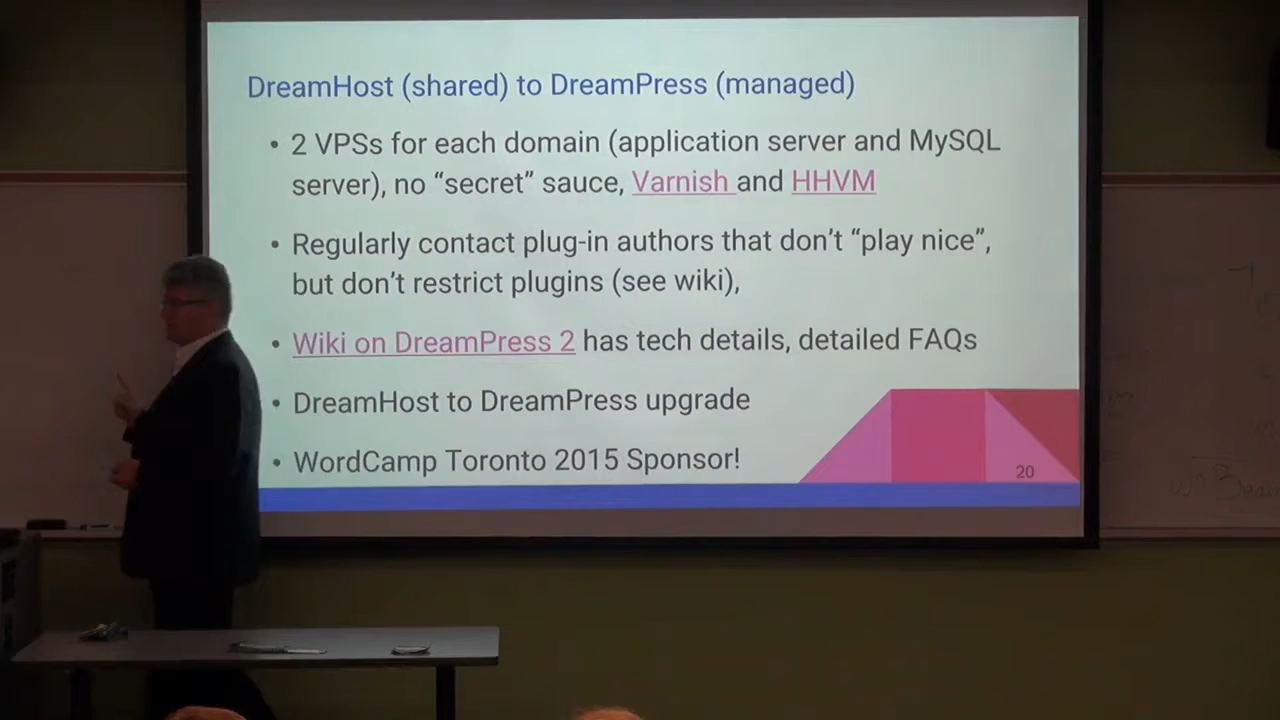 DreamHost (shared) to DreamPress (managed)
• 2 VPSs for each domain (application server and MySQL
server), no “secret” sauce, Varnish and HHVM
• Regularly contact plug-in authors that don’t “play nice”,
but don’t restrict plugins (see wiki),
• Wiki on DreamPress 2 has tech details, detailed FAQs
• DreamHost to DreamPress upgrade
• WordCamp Toronto 2015 Sponsor!
20